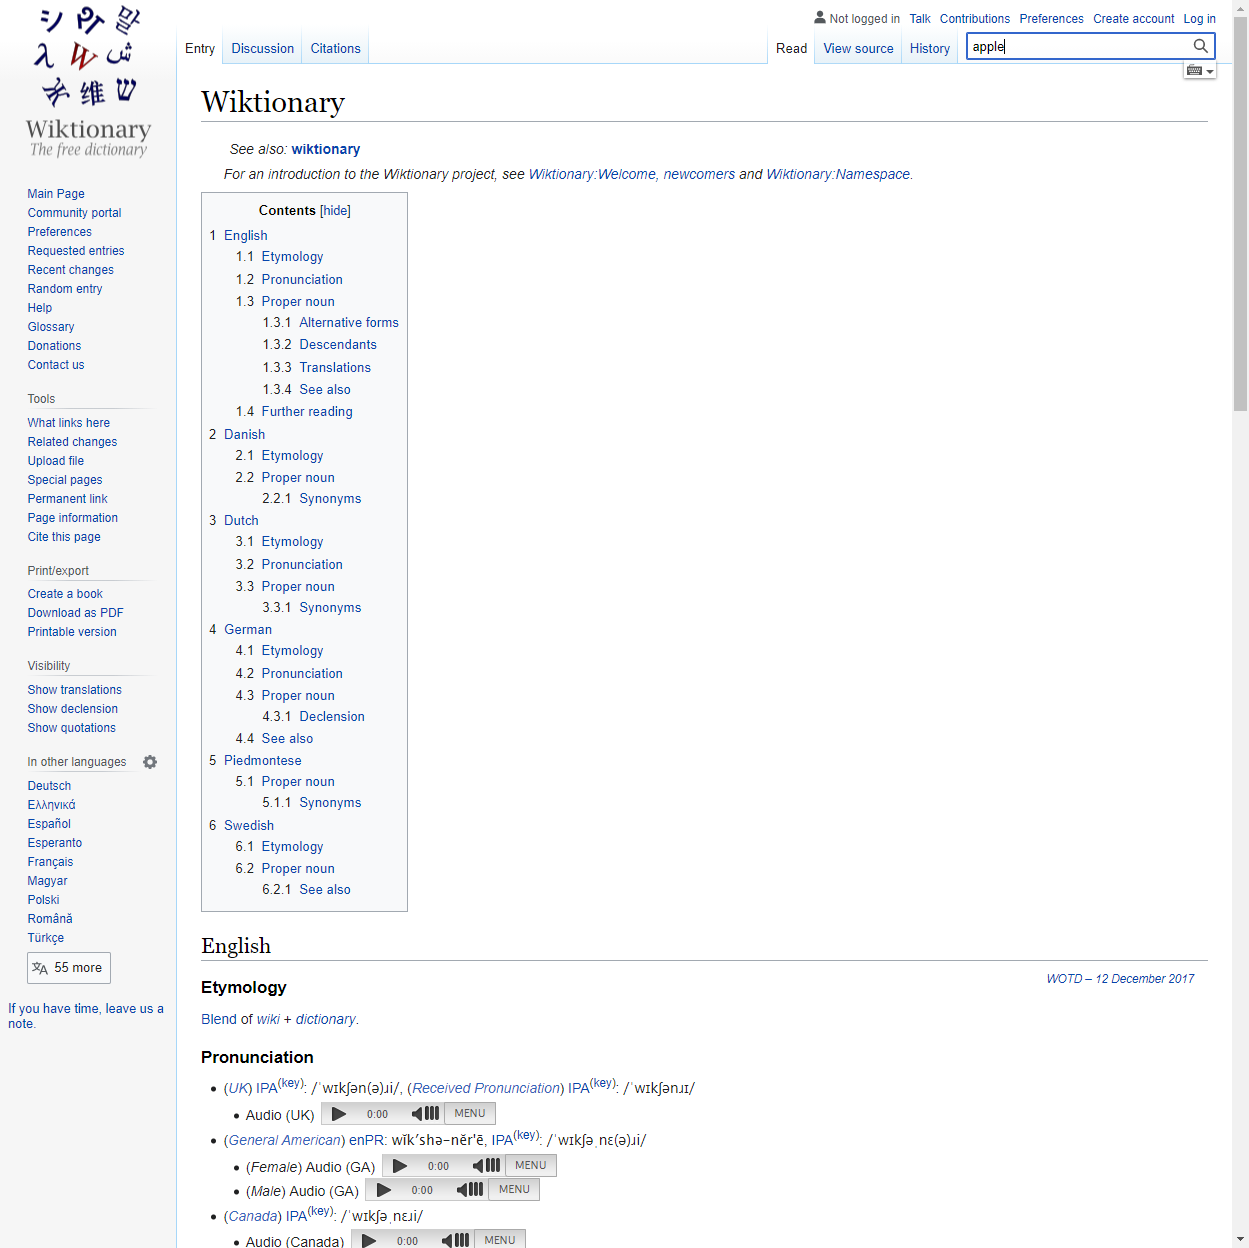 Wiktionary
The free dictionary
Not logged in Talk Contributions Preferences Create account Log in
Entry Discussion Citations Read View source History apple
Main Page
Community portal
Preferences
Requested entries
Recent changes
Random entry
Help
Glossary
Donations
Contact us
Tools
What links here
Related changes
Upload file
Special pages
Permanent link
Page information
Cite this page
Print/export
Create a book
Download as PDF
Printable version
Visibility
Show translations
Show declension
Show quotations
In other languages
Deutsch
Ελληνικά
Español
Esperanto
Français
Magyar
Polski
Română
Türkçe
55 more
If you have time, leave us a
note.
Wiktionary
See also: wiktionary
For an introduction to the Wiktionary project, see Wiktionary:Welcome, newcomers and Wiktionary:Namespace.
Contents [hide]
1 English
1.1 Etymology
1.2 Pronunciation
1.3 Proper noun
1.3.1 Alternative forms
1.3.2 Descendants
1.3.3 Translations
1.3.4 See also
1.4 Further reading
2 Danish
2.1 Etymology
2.2 Proper noun
2.2.1 Synonyms
3 Dutch
3.1 Etymology
3.2 Pronunciation
3.3 Proper noun
3.3.1 Synonyms
4 German
4.1 Etymology
4.2 Pronunciation
4.3 Proper noun
4.3.1 Declension
4.4 See also
5 Piedmontese
5.1 Proper noun
5.1.1 Synonyms
6 Swedish
6.1 Etymology
6.2 Proper noun
6.2.1 See also
English
WOTD – 12 December 2017
Etymology
Blend of wiki + dictionary.
Pronunciation
• (UK) IPA(key): /ˈwɪkʃən(ə)ɹi/, (Received Pronunciation) IPA(key): /ˈwɪkʃənɹɪ/
• Audio (UK) 0:00 MENU
• (General American) enPR: wĭk′shə-nĕr'ē, IPA(key): /ˈwɪkʃəˌnɛ(ə)ɹi/
• (Female) Audio (GA) 0:00 MENU
• (Male) Audio (GA) 0:00 MENU
• (Canada) IPA(key): /ˈwɪkʃəˌnɛɹi/
• Audio (Canada) 0:00 MENU